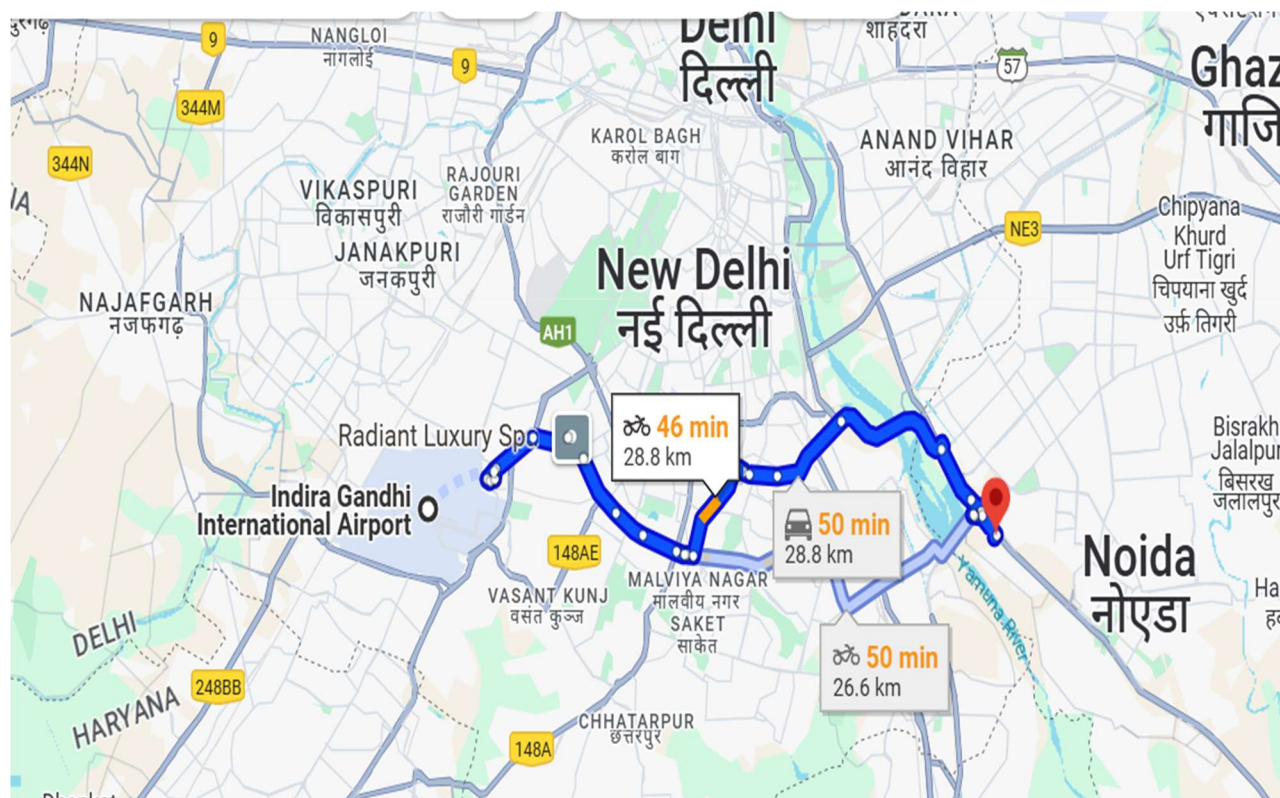 Delhi
दिल्ली
शाहदरा
9
NANGLOI
नांगलोई
9
57
Ghaz
गाजि
344M
344N
KAROL BAGH
करोल बाग
ANAND VIHAR
आनंद विहार
RAJOURI
GARDEN
राजौरी गार्डन
VIKASPURI
विकासपुरी
JANAKPURI
जनकपुरी
Chipyana
Khurd
Urf Tigri
चिपयाना खुर्द
उर्फ़ तिगरी
NE3
New Delhi
नई दिल्ली
NAJAFGARH
नजफगढ़
AH1
46 min
28.8 km
Radiant Luxury Spa
Indira Gandhi
International Airport
50 min
28.8 km
Bisrakh
Jalalpur
बिसरख
जलालपुर
148AE
MALVIYA NAGAR
मालवीय नगर
VASANT KUNJ
वसंत कुञ्ज
SAKET
साकेत
Noida
नोएडा
Yamuna River
50 min
26.6 km
DELHI
HARYANA
248BB
CHHATARPUR
छत्तरपुर
148A